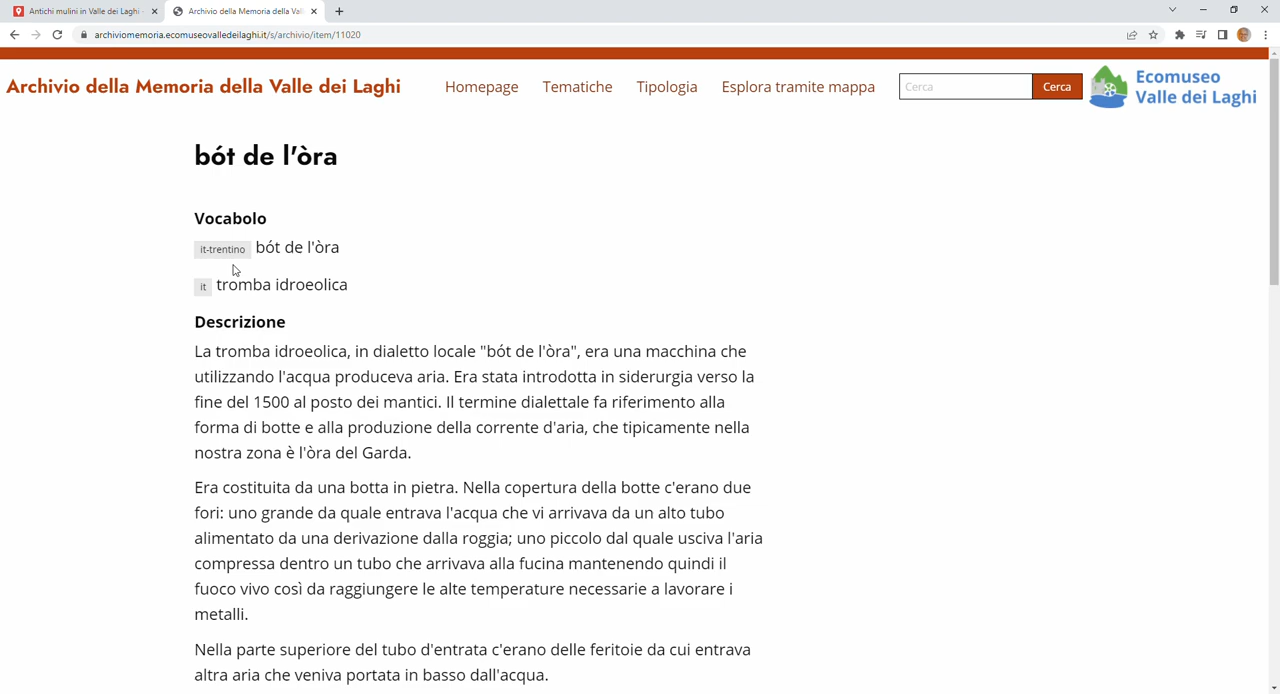 Antichi mulini in Valle dei Laghi
Archivio della Memoria della Val
archiviomemoria.ecomuseovalledeilaghi.it/s/archivio/item/11020
Archivio della Memoria della Valle dei Laghi
Homepage
Tematiche
Tipologia
Esplora tramite mappa
Cerca
Cerca
Ecomuseo
Valle dei Laghi
bót de l'òra
Vocabolo
it-trentino bót de l'òra
it tromba idroeolica
Descrizione
La tromba idroeolica, in dialetto locale "bót de l'òra", era una macchina che
utilizzando l'acqua produceva aria. Era stata introdotta in siderurgia verso la
fine del 1500 al posto dei mantici. Il termine dialettale fa riferimento alla
forma di botte e alla produzione della corrente d'aria, che tipicamente nella
nostra zona è l'òra del Garda.
Era costituita da una botta in pietra. Nella copertura della botte c'erano due
fori: uno grande da quale entrava l'acqua che vi arrivava da un alto tubo
alimentato da una derivazione dalla roggia; uno piccolo dal quale usciva l'aria
compressa dentro un tubo che arrivava alla fucina mantenendo quindi il
fuoco vivo così da raggiungere le alte temperature necessarie a lavorare i
metalli.
Nella parte superiore del tubo d'entrata c'erano delle feritoie da cui entrava
altra aria che veniva portata in basso dall'acqua.